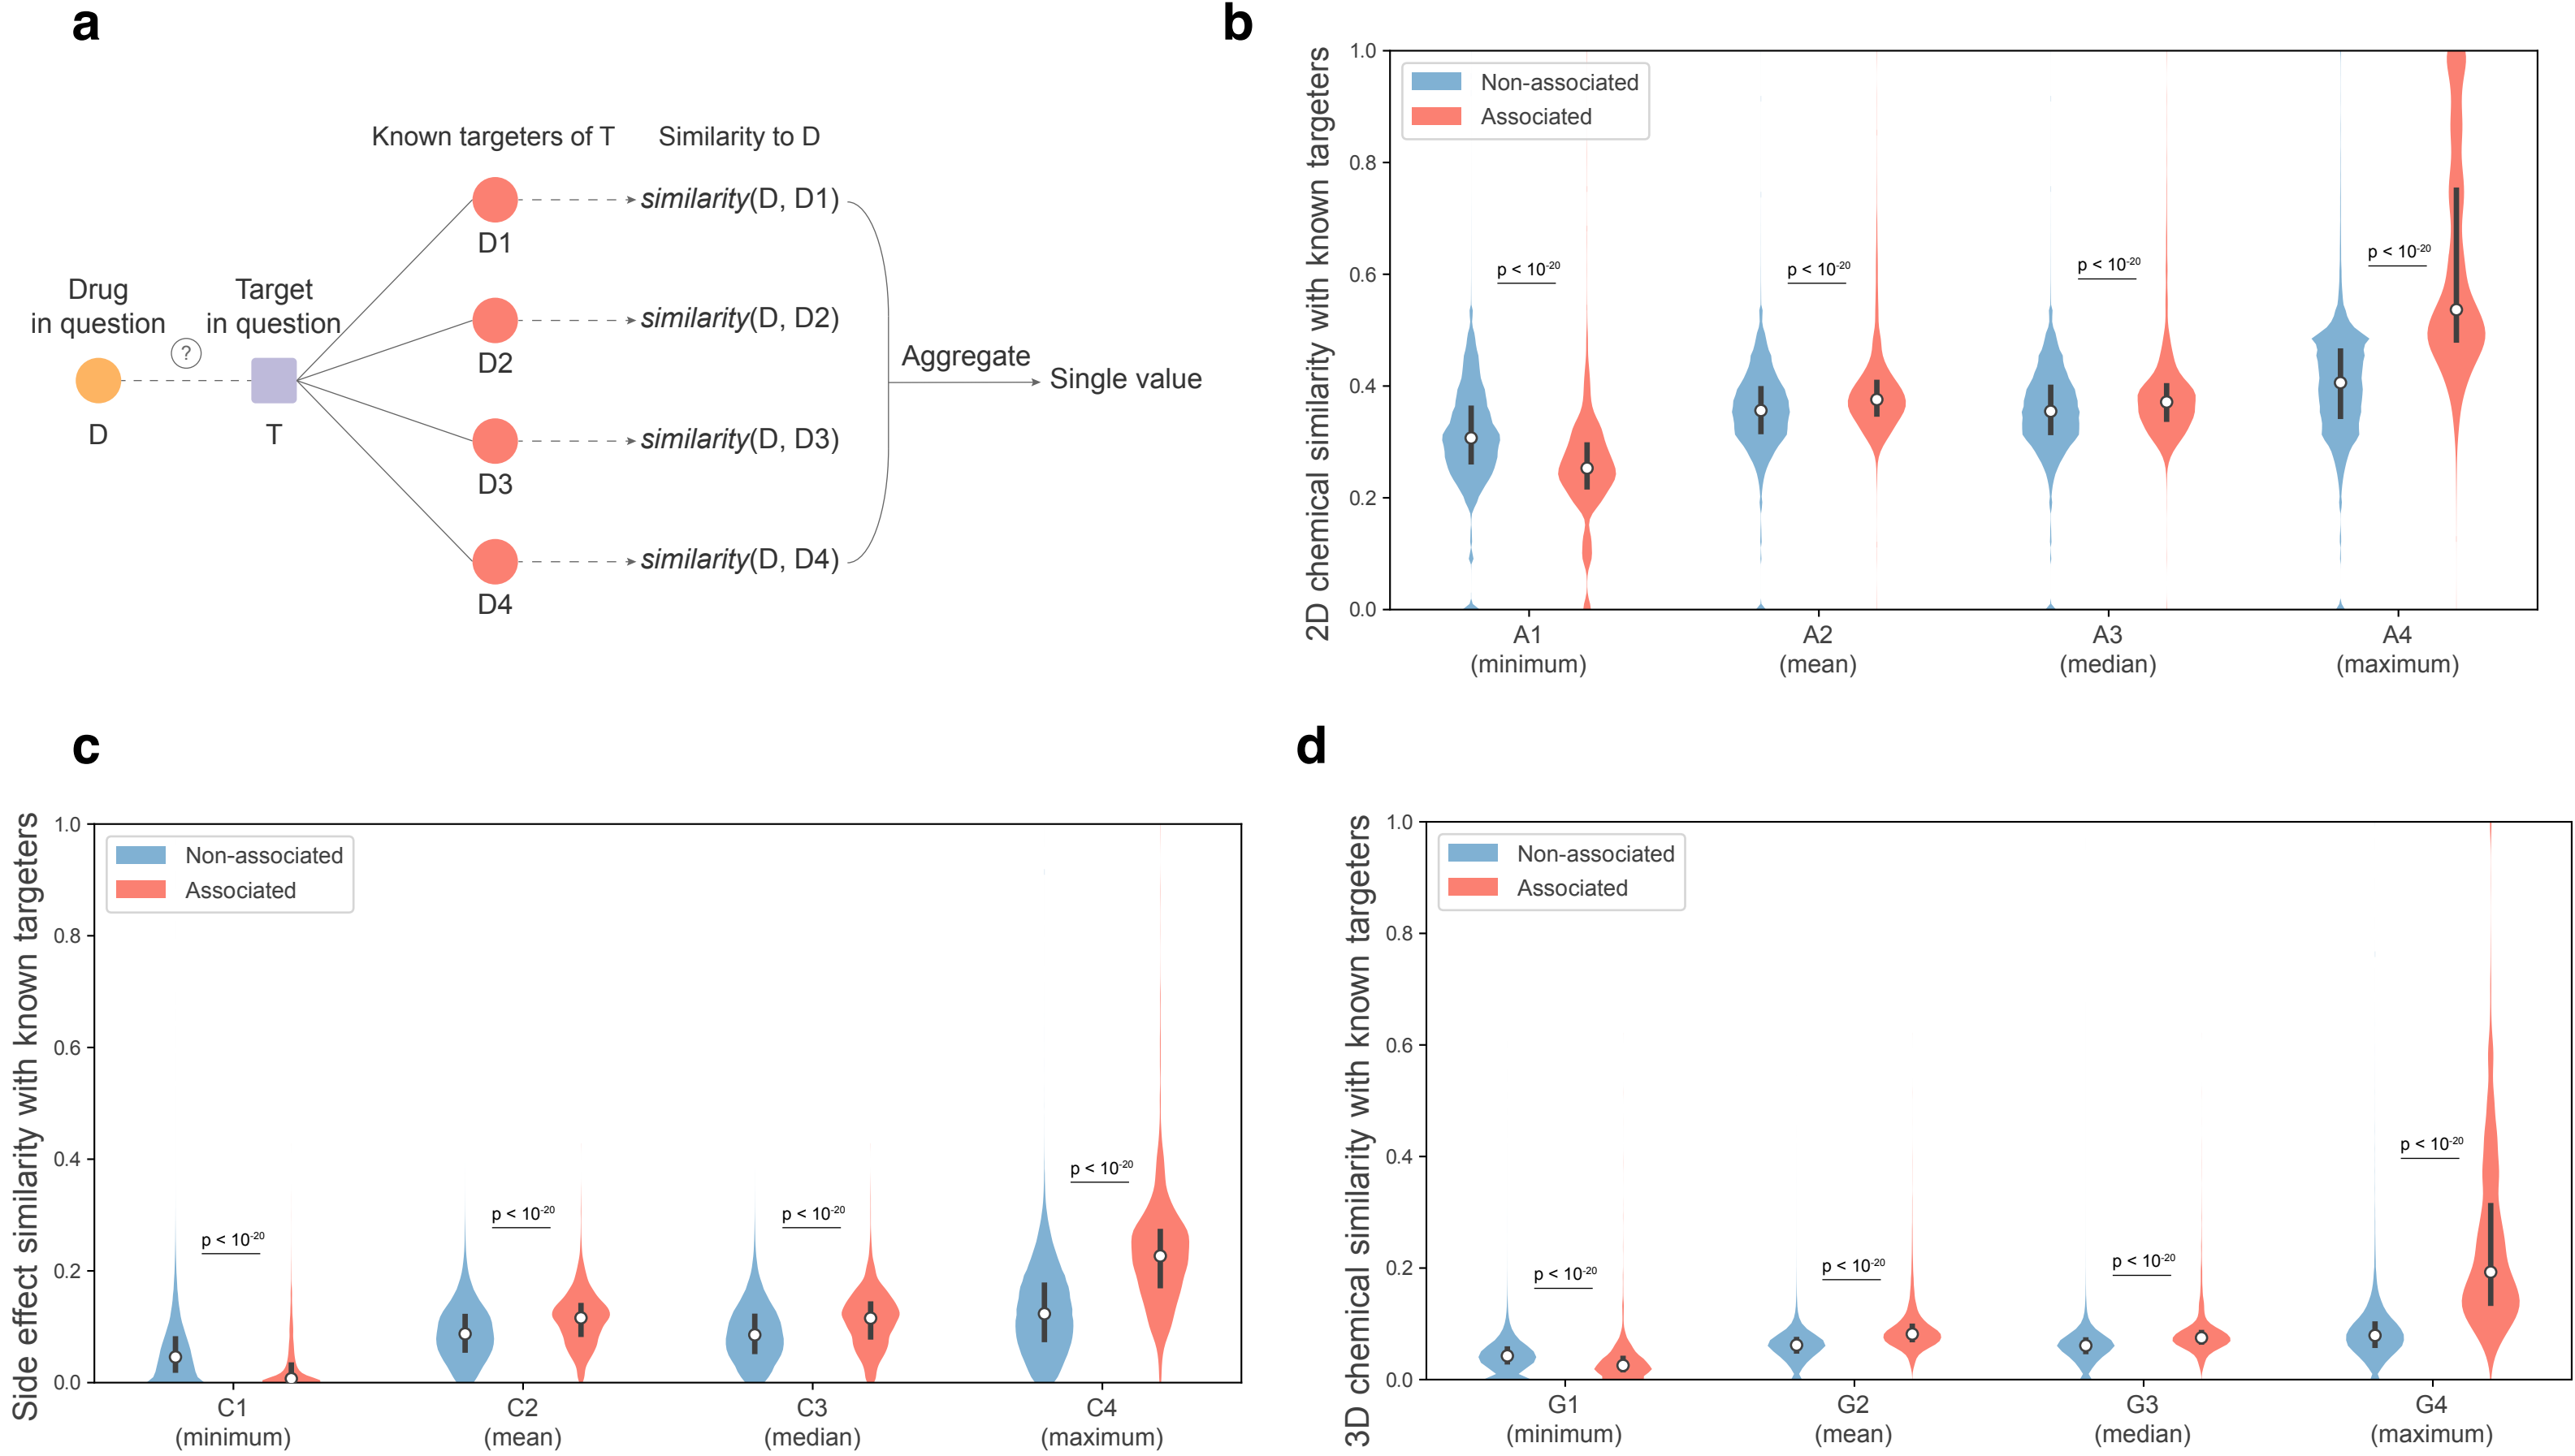 a
Known targeters of T
Similarity to D
similarity(D, D1)
D1
Drug
in question
?
Target
in question
similarity(D, D2)
D2
Aggregate
Single value
D
T
similarity(D, D3)
D3
similarity(D, D4)
D4
b
2D chemical similarity with known targeters
1.0
0.8
0.6
0.4
0.2
0.0
Non-associated
Associated
p < 10-20
p < 10-20
p < 10-20
p < 10-20
A1
(minimum)
A2
(mean)
A3
(median)
A4
(maximum)
c
Side effect similarity with known targeters
1.0
0.8
0.6
0.4
0.2
0.0
Non-associated
Associated
p < 10-20
p < 10-20
p < 10-20
p < 10-20
C1
(minimum)
C2
(mean)
C3
(median)
C4
(maximum)
d
3D chemical similarity with known targeters
1.0
0.8
0.6
0.4
0.2
0.0
Non-associated
Associated
p < 10-20
p < 10-20
p < 10-20
p < 10-20
G1
(minimum)
G2
(mean)
G3
(median)
G4
(maximum)